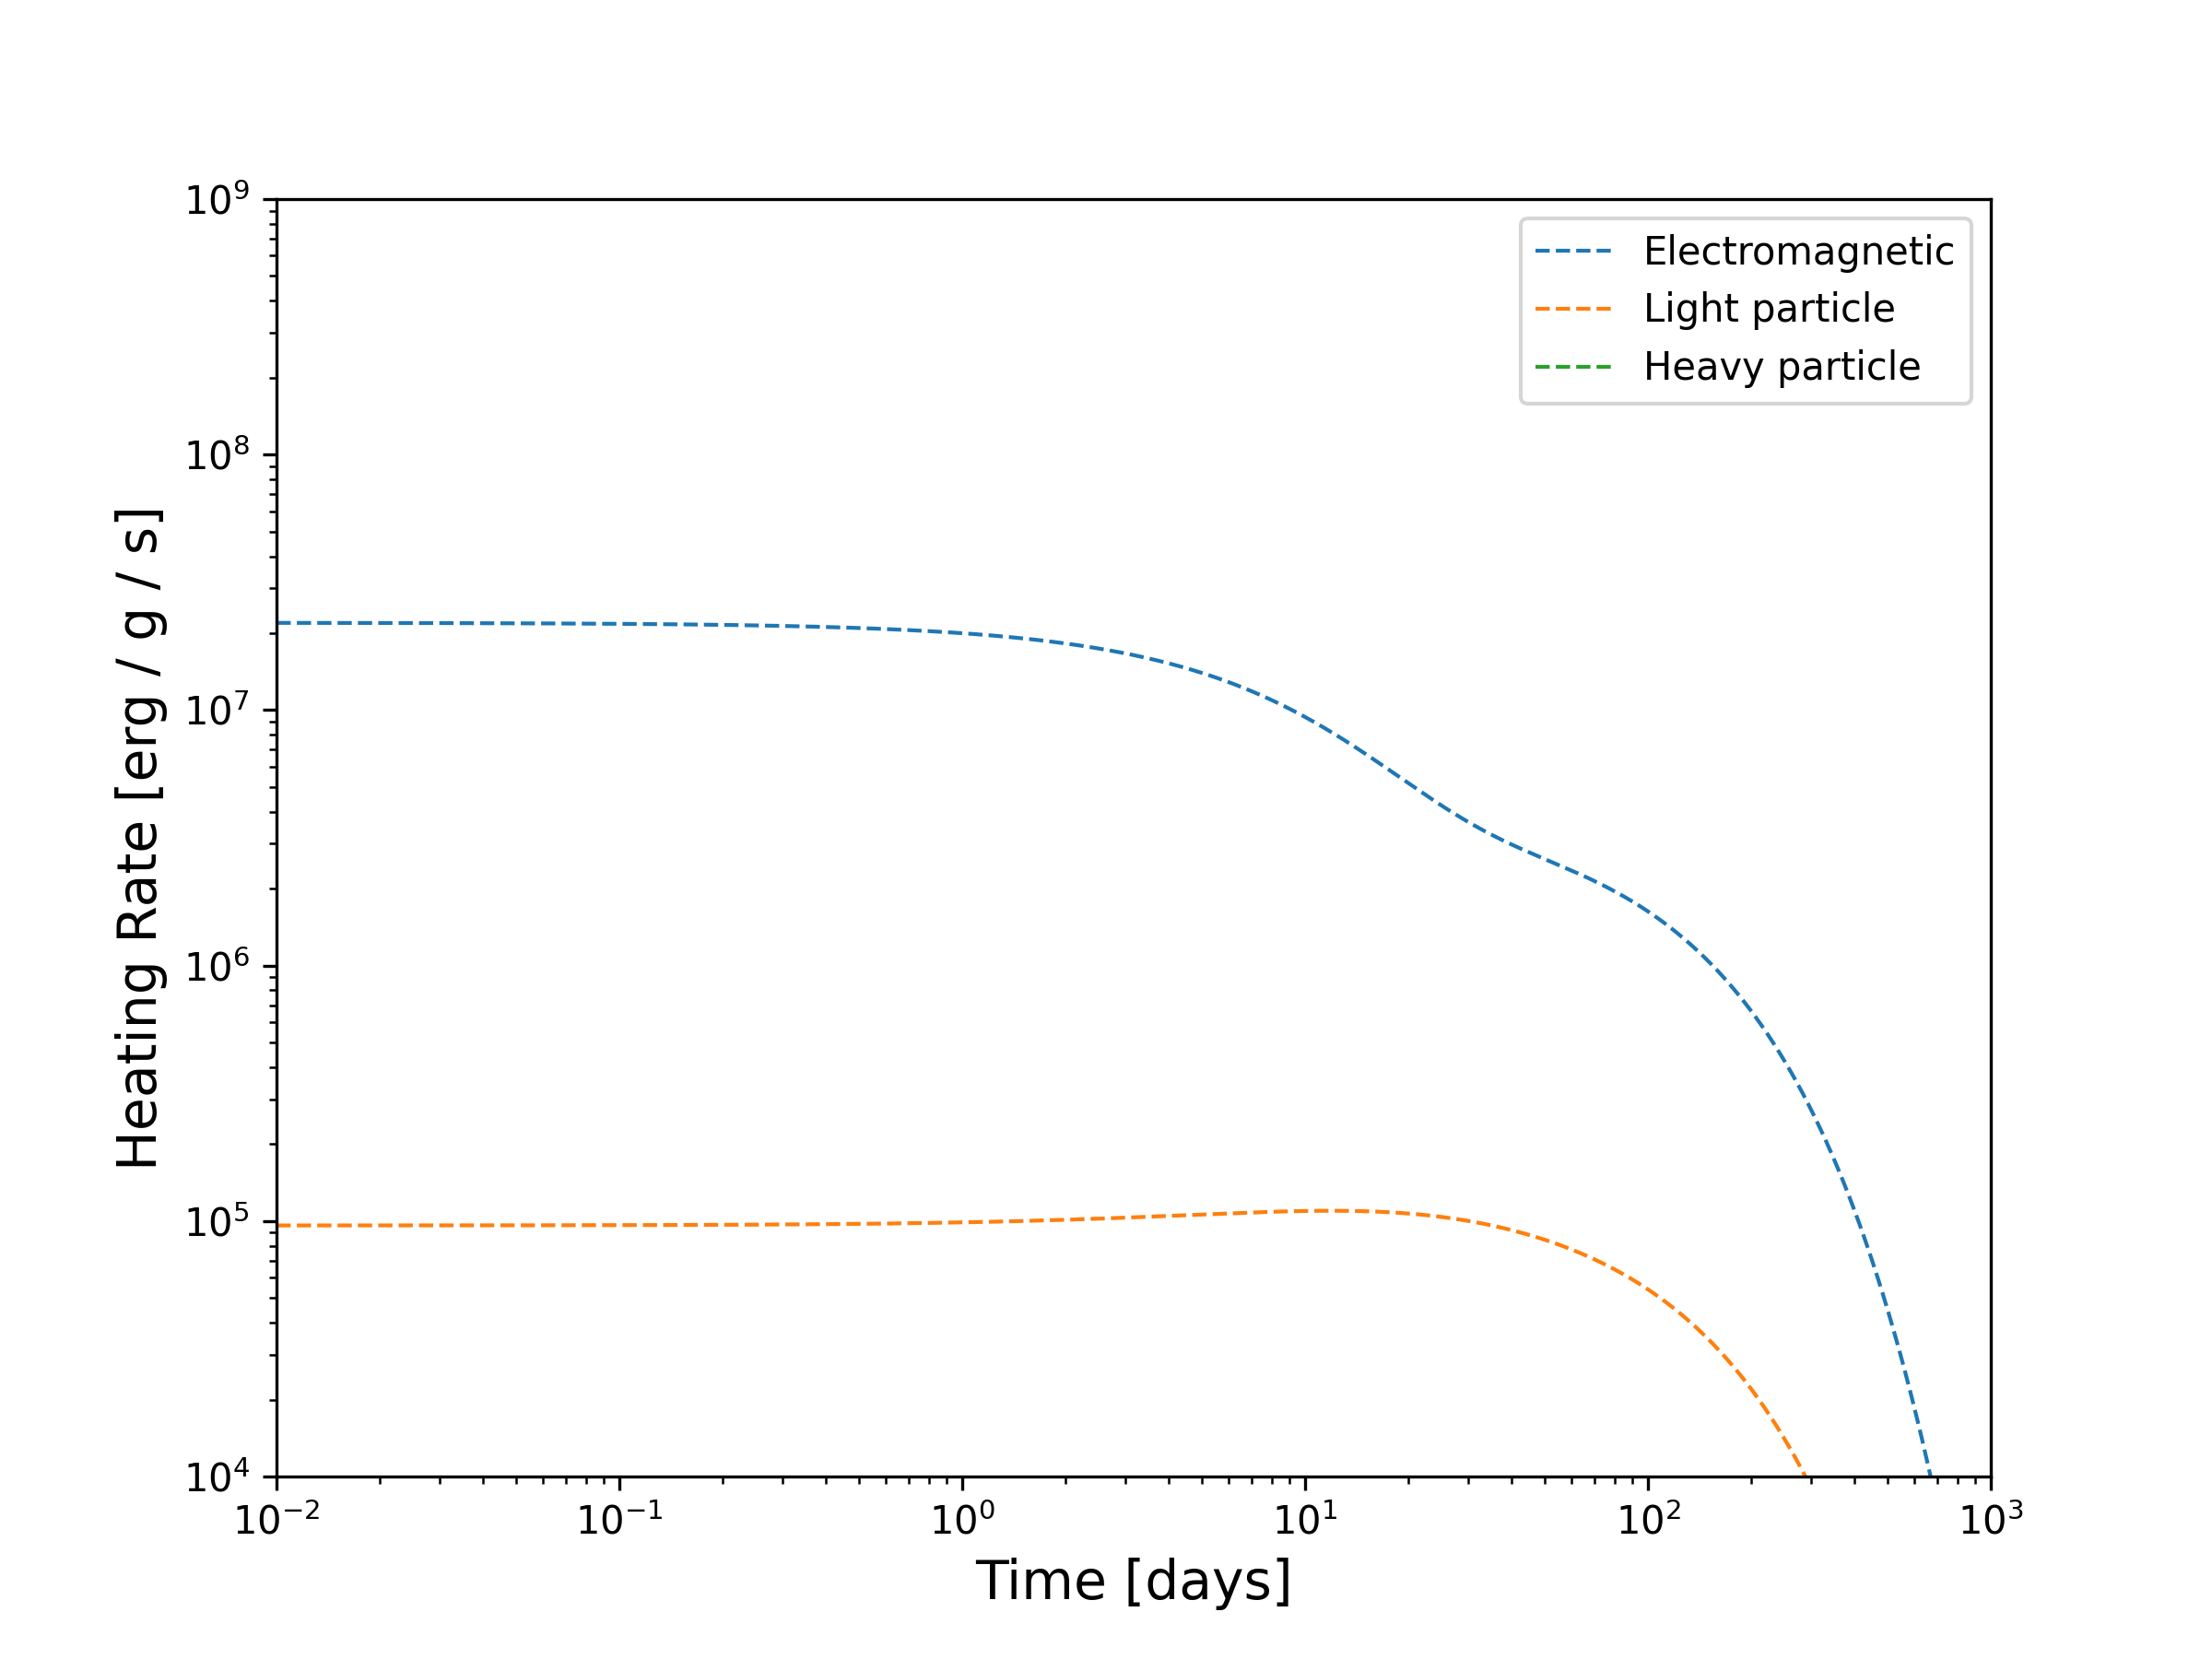 10⁹
10⁸
10⁷
10⁶
10⁵
10⁴
Heating Rate [erg / g / s]
Electromagnetic
Light particle
Heavy particle
10⁻² 10⁻¹ 10⁰ 10¹ 10² 10³
Time [days]